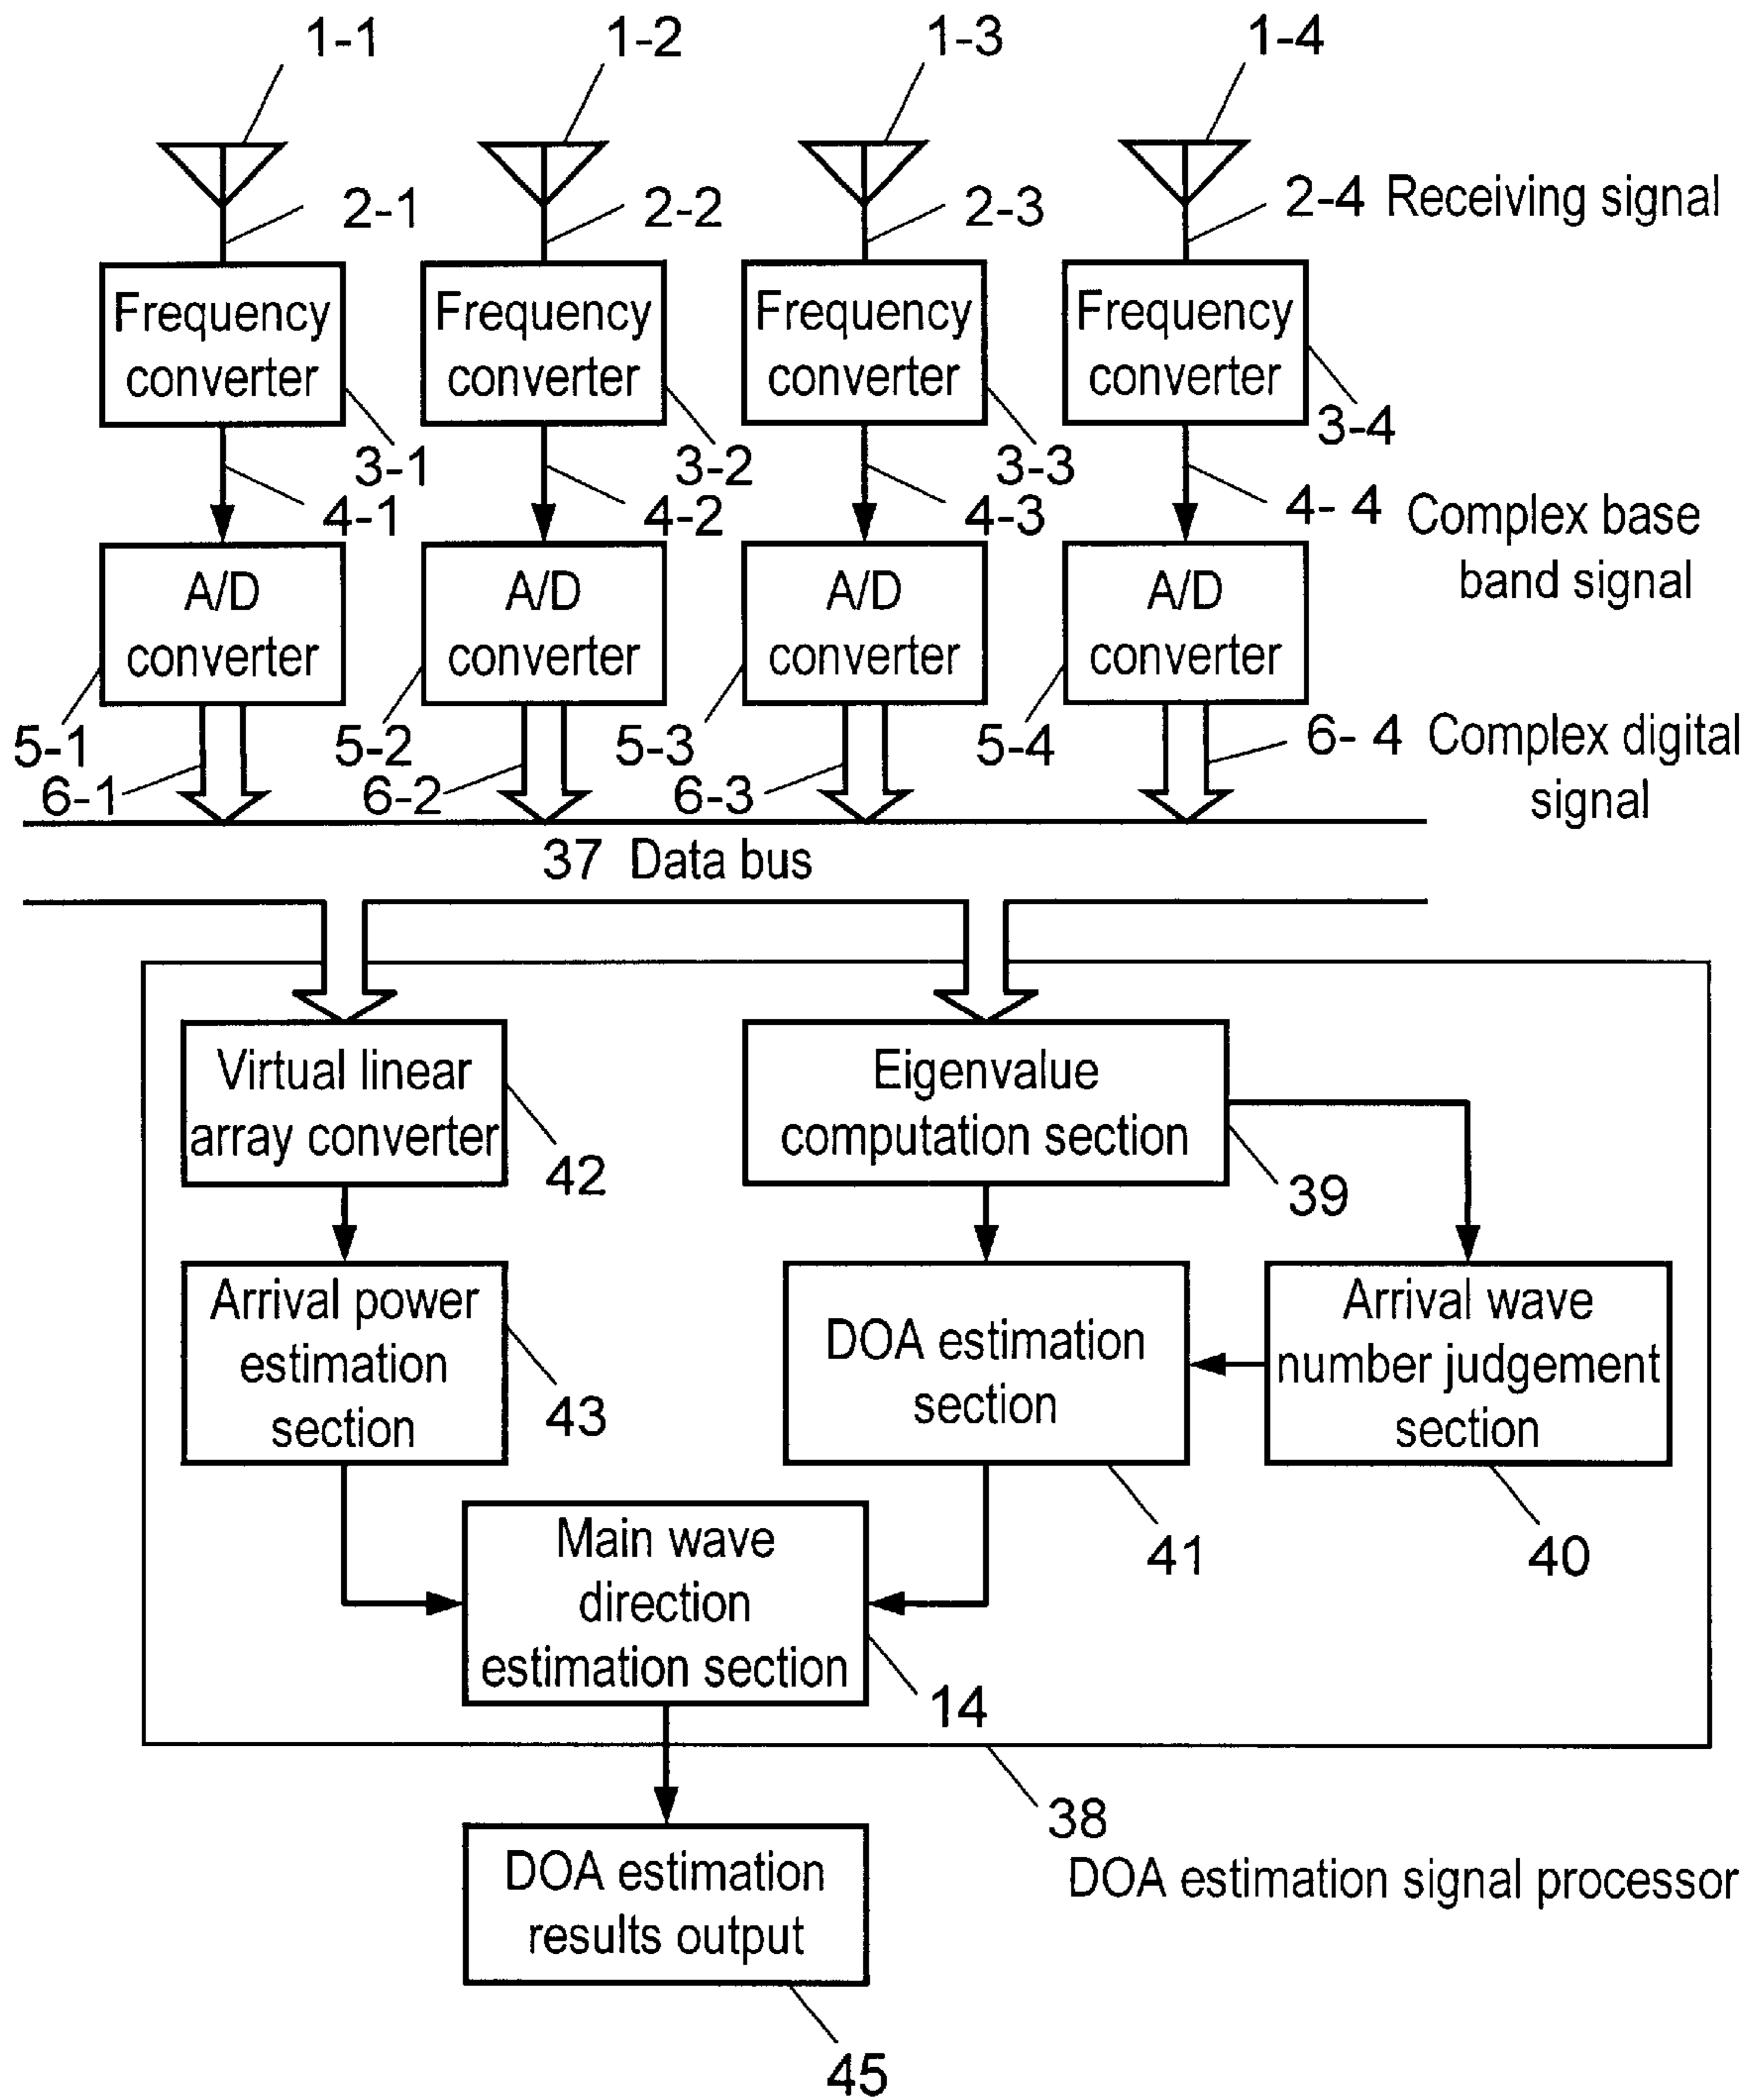 1-1 1-2 1-3 1-4
2-1 2-2 2-3 2-4 Receiving signal
Frequency converter
Frequency converter
Frequency converter
Frequency converter
3-1 3-2 3-3 3-4
4-1 4-2 4-3 4-4 Complex base
band signal
A/D converter
A/D converter
A/D converter
A/D converter
5-1 5-2 5-3 5-4
6-1 6-2 6-3 6-4 Complex digital
signal
37 Data bus
Virtual linear
array converter
42
Eigenvalue
computation section
39
Arrival power
estimation
section
43
DOA estimation
section
41
Arrival wave
number judgement
section
40
Main wave
direction
estimation section
14
38
DOA estimation signal processor
DOA estimation
results output
45